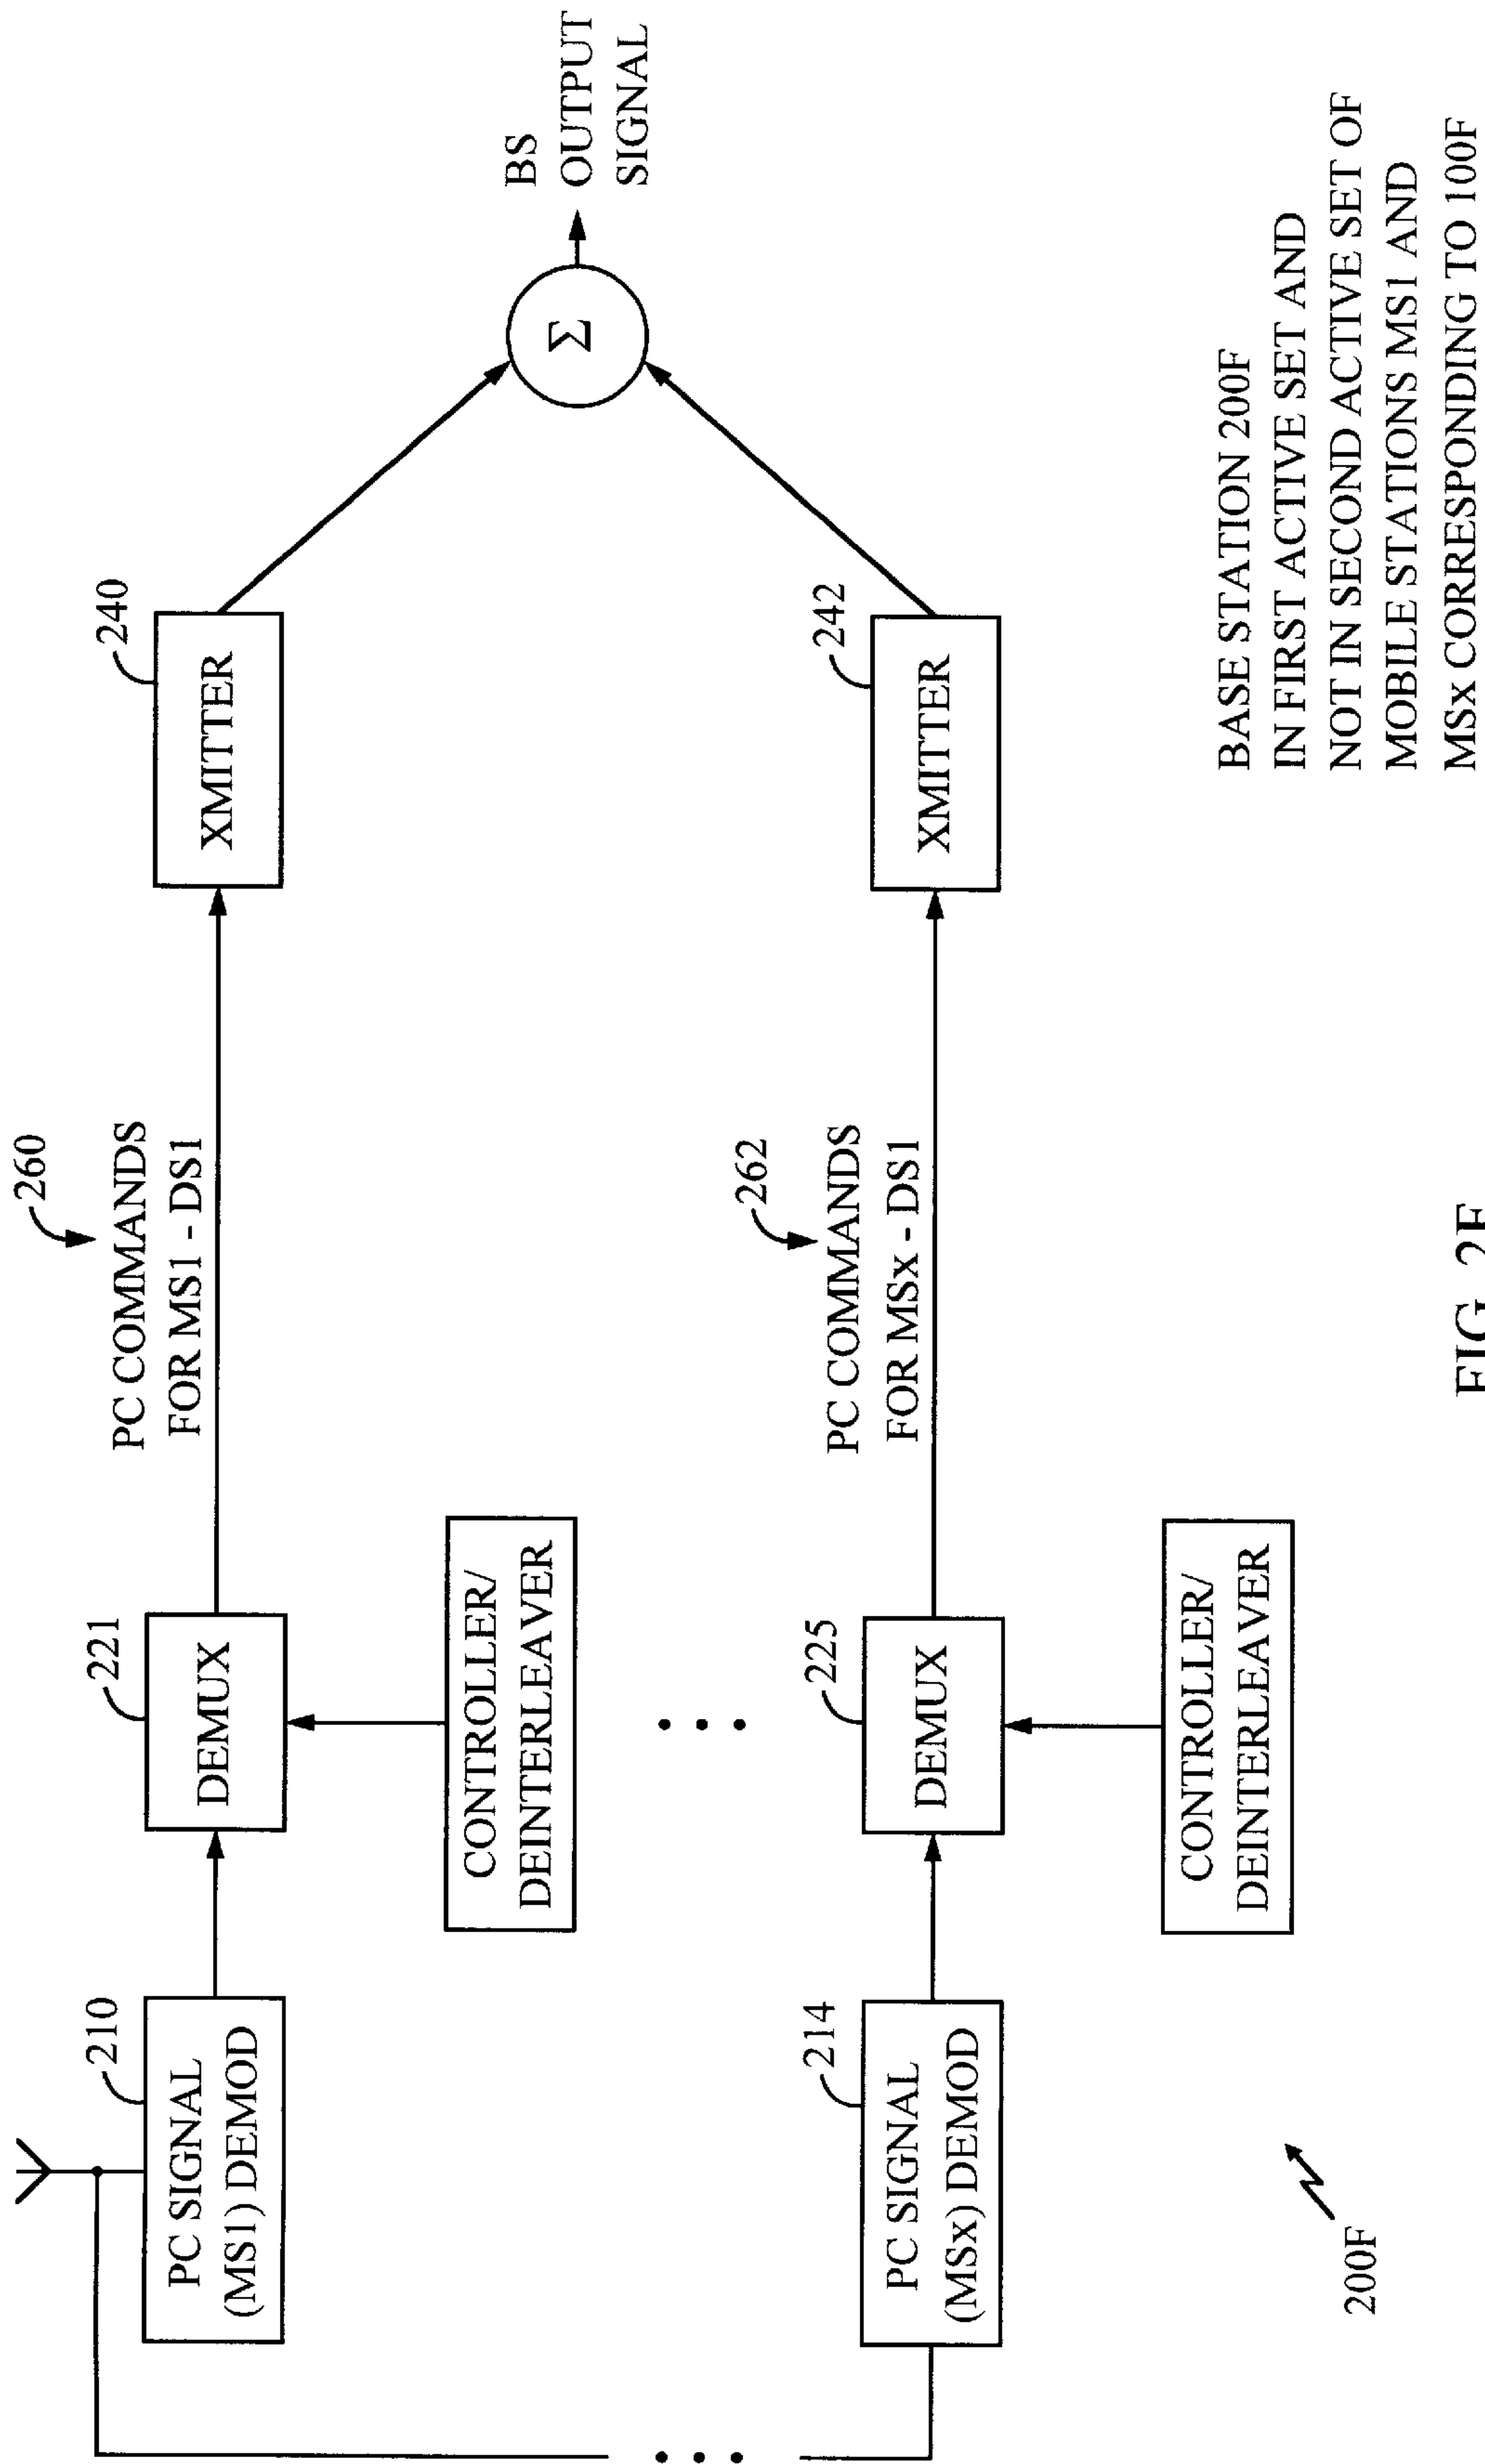 210
PC SIGNAL
(MS1) DEMOD
221
DEMUX
CONTROLLER/
DEINTERLEAVER
260
PC COMMANDS
FOR MS1 - DS1
240
XMITTER
Σ
BS
OUTPUT
SIGNAL
214
PC SIGNAL
(MSx) DEMOD
225
DEMUX
CONTROLLER/
DEINTERLEAVER
262
PC COMMANDS
FOR MSx - DS1
242
XMITTER
200F
BASE STATION 200F
IN FIRST ACTIVE SET AND
NOT IN SECOND ACTIVE SET OF
MOBILE STATIONS MS1 AND
MSx CORRESPONDING TO 100F
FIG.